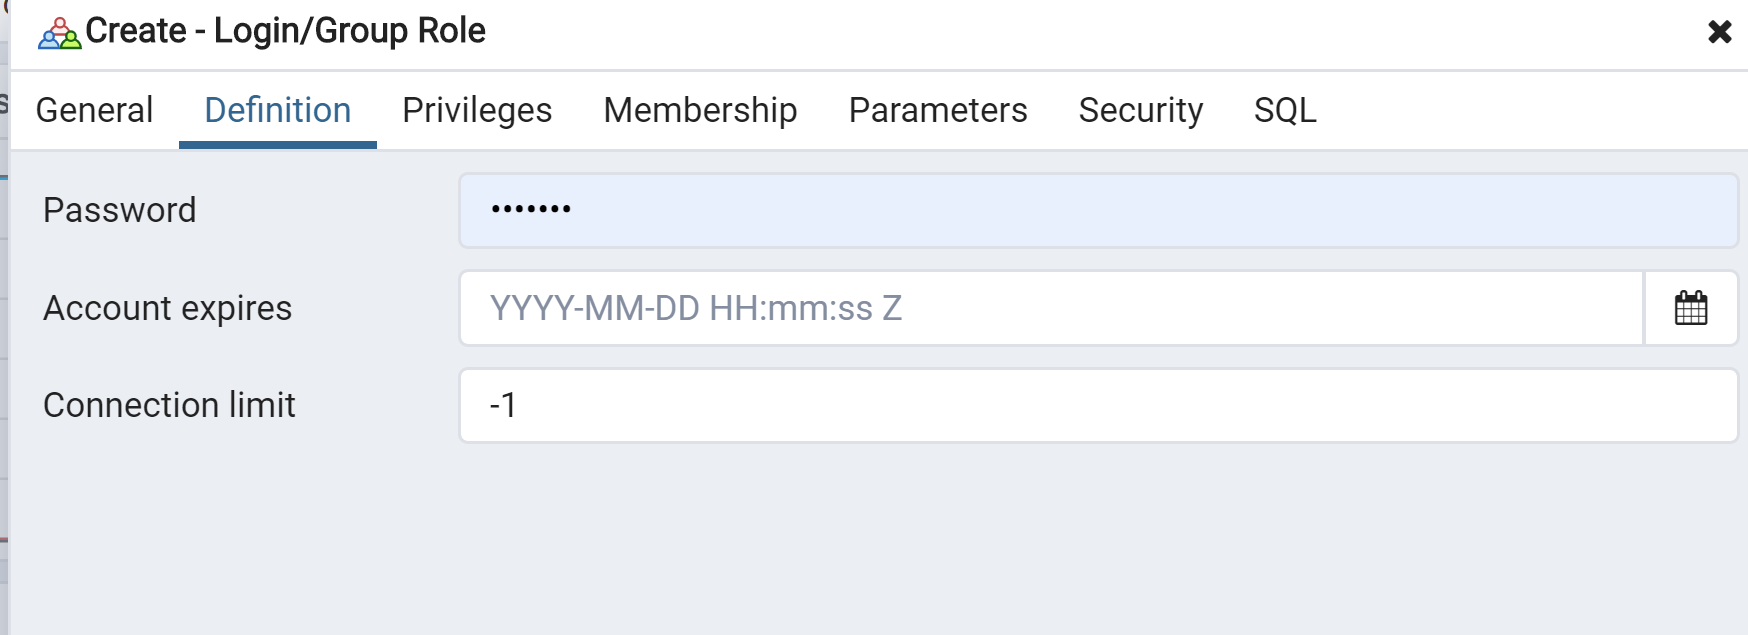 Create - Login/Group Role
General Definition Privileges Membership Parameters Security SQL
Password •••••••
Account expires YYYY-MM-DD HH:mm:ss Z
Connection limit -1